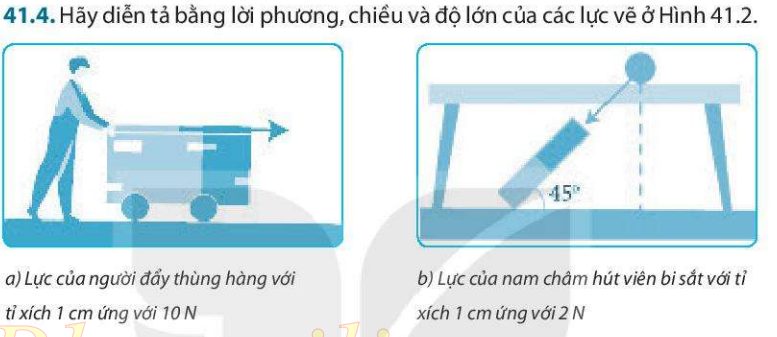 41.4. Hãy diễn tả bằng lời phương, chiều và độ lớn của các lực vẽ ở Hình 41.2.
45°
a) Lực của người đẩy thùng hàng với
tỉ xích 1 cm ứng với 10 N
b) Lực của nam châm hút viên bi sắt với tỉ
xích 1 cm ứng với 2 N